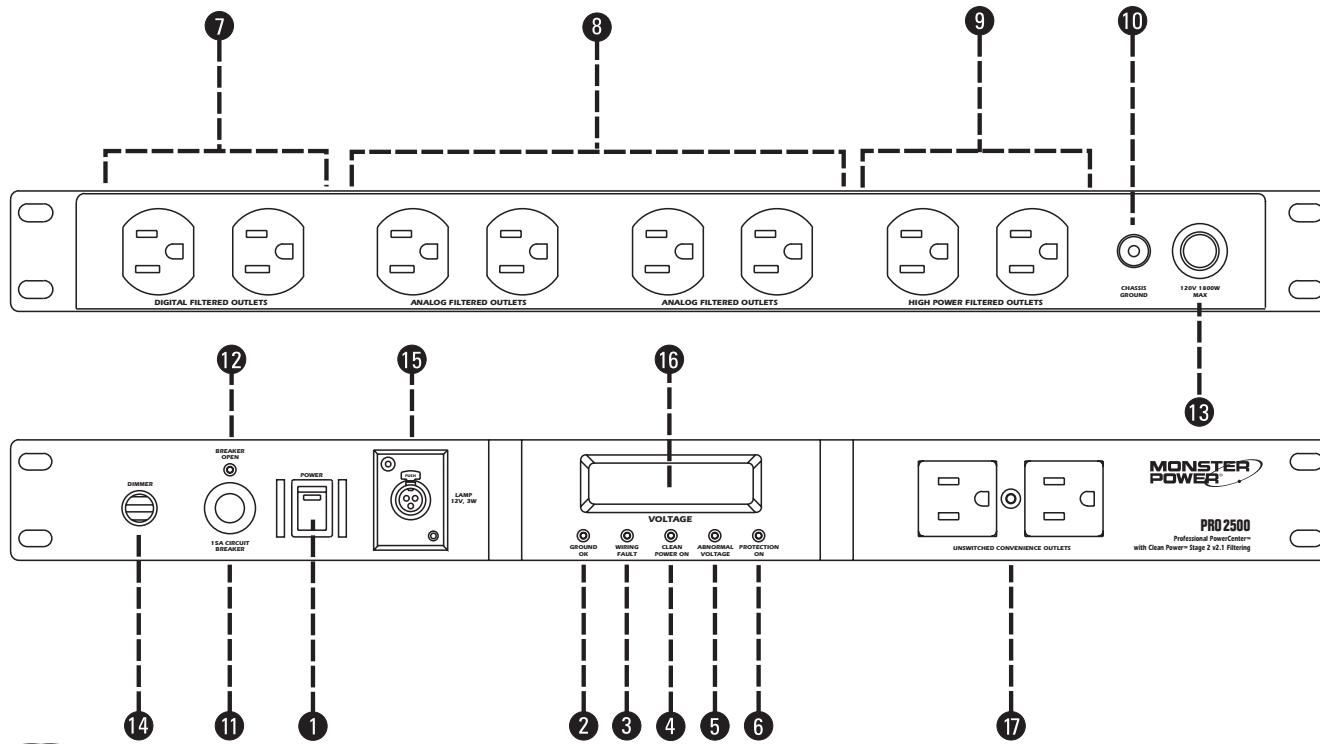 7
8
9
10
DIGITAL FILTERED OUTLETS
ANALOG FILTERED OUTLETS
ANALOG FILTERED OUTLETS
HIGH POWER FILTERED OUTLETS
CHASSIS
GROUND
120V 1800W
MAX
12
15
16
13
BREAKER
OPEN
DIMMER
POWER
15A CIRCUIT
BREAKER
PUSH
LAMP
12V, 3W
VOLTAGE
GROUND
OK
WIRING
FAULT
CLEAN
POWER ON
ABNORMAL
VOLTAGE
PROTECTION
ON
UNSWITCHED CONVENIENCE OUTLETS
MONSTER
POWER®
PRO 2500
Professional PowerCenter™
with Clean Power™ Stage 2 v2.1 Filtering
14
11
1
2
3
4
5
6
17